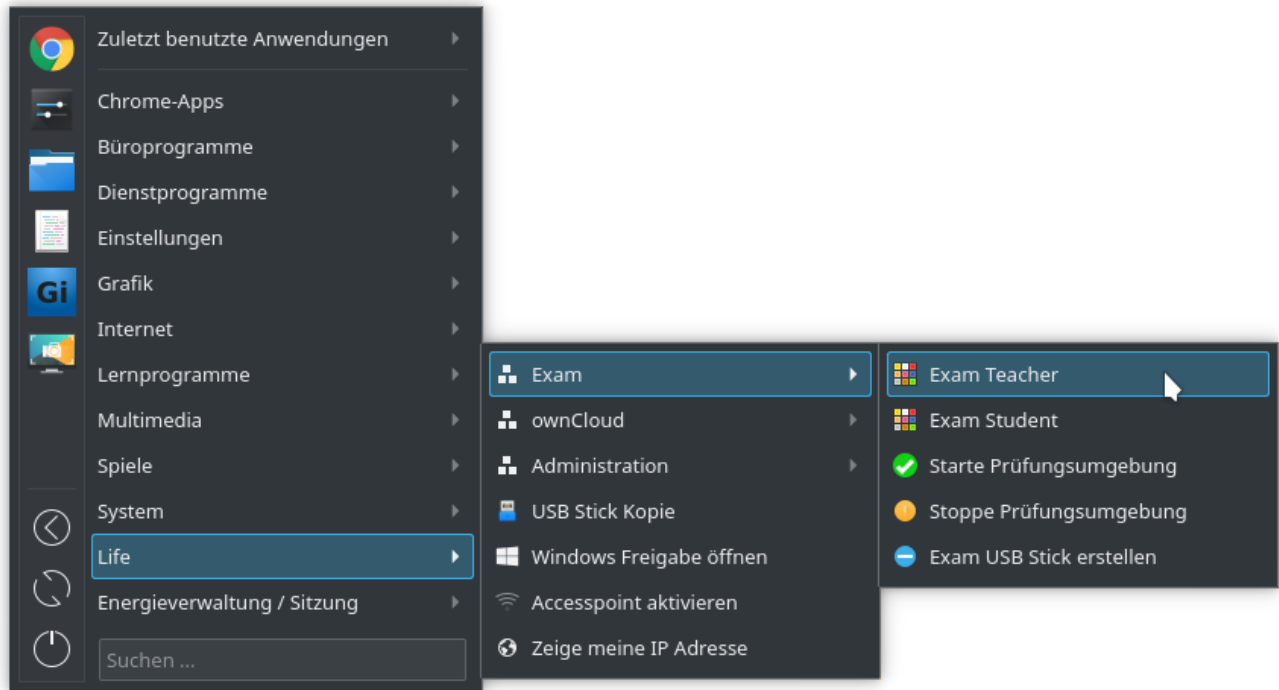 Zuletzt benutzte Anwendungen
Chrome-Apps
Büroprogramme
Dienstprogramme
Einstellungen
Grafik
Internet
Lernprogramme
Multimedia
Spiele
System
Life
Energieverwaltung / Sitzung
Suchen ...
Gi
Exam
ownCloud
Administration
USB Stick Kopie
Windows Freigabe öffnen
Accesspoint aktivieren
Zeige meine IP Adresse
Exam Teacher
Exam Student
Starte Prüfungsumgebung
Stoppe Prüfungsumgebung
Exam USB Stick erstellen